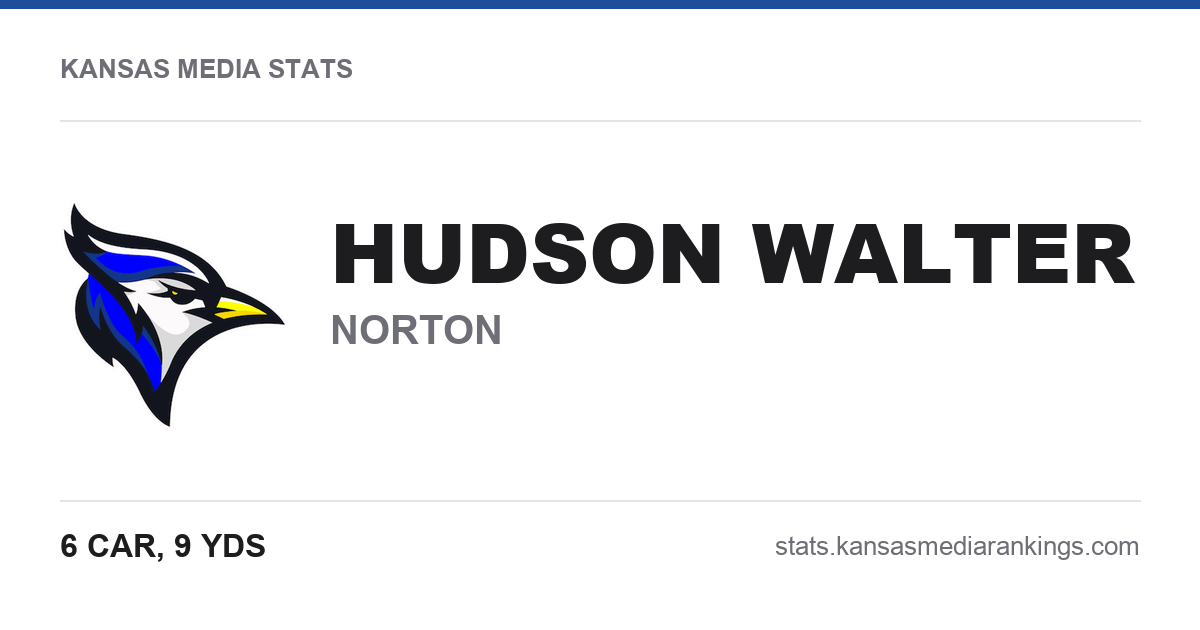 KANSAS MEDIA STATS
HUDSON WALTER
NORTON
6 CAR, 9 YDS
stats.kansasmediarankings.com